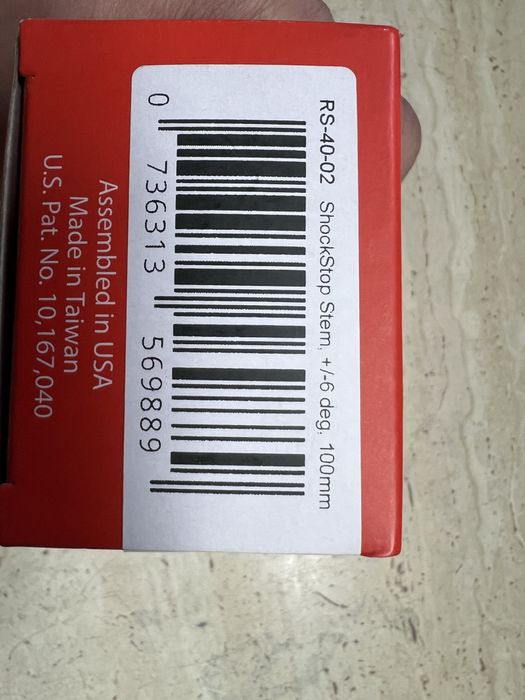 RS-40-02 ShockStop Stem, +/-6 deg, 100mm
0 736313 569889
Assembled in USA
Made in Taiwan
U.S. Pat. No. 10,167,040